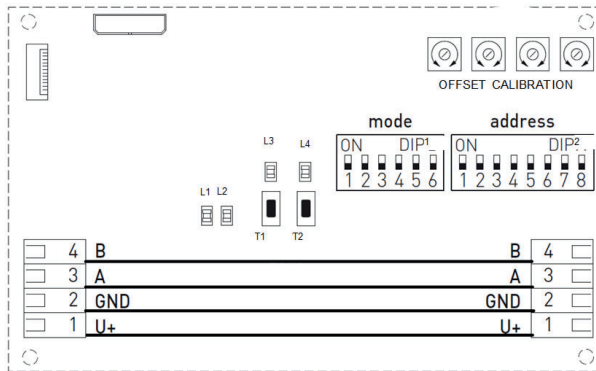 OFFSET CALIBRATION
mode address
ON DIP1 ON DIP2
1 2 3 4 5 6 1 2 3 4 5 6 7 8
L3 L4
L1 L2
T1 T2
4 B B 4
3 A A 3
2 GND GND 2
1 U+ U+ 1